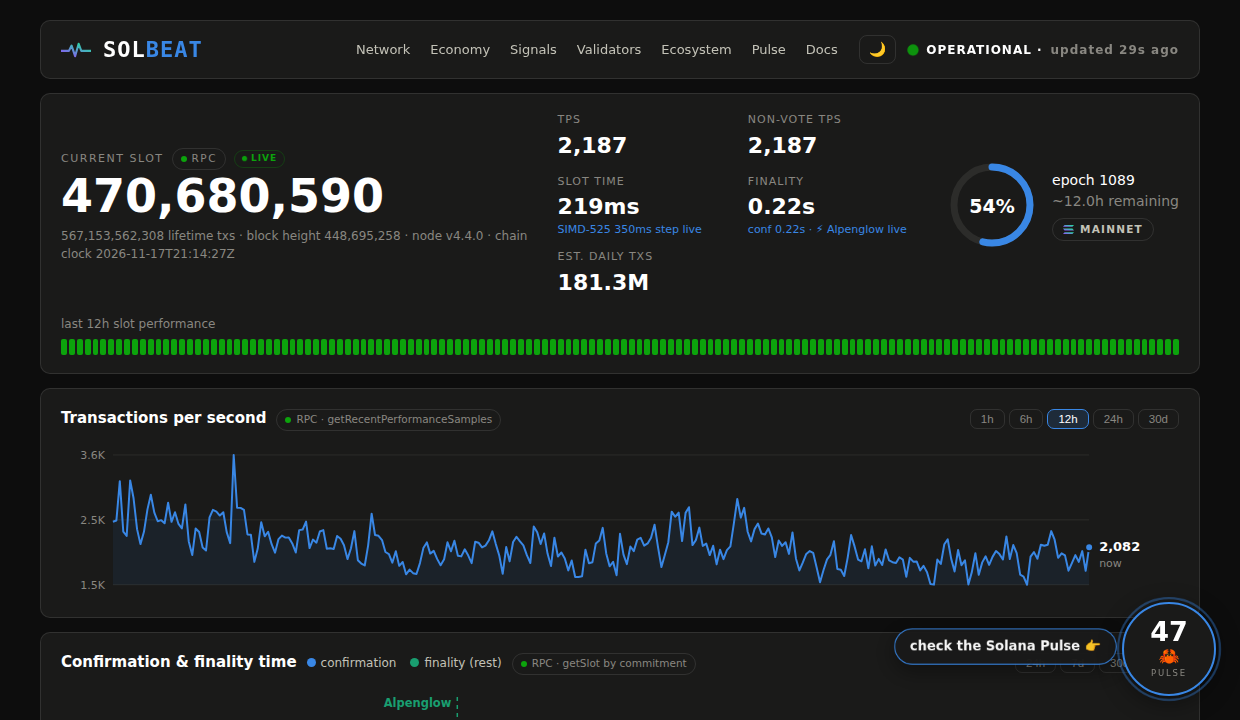 SOLBEAT
Network Economy Signals Validators Ecosystem Pulse Docs 🌙 OPERATIONAL · updated 29s ago
CURRENT SLOT RPC LIVE
470,680,590
567,153,562,308 lifetime txs · block height 448,695,258 · node v4.4.0 · chain
clock 2026-11-17T21:14:27Z
TPS
2,187
NON-VOTE TPS
2,187
SLOT TIME
219ms
SIMD-525 350ms step live
FINALITY
0.22s
conf 0.22s · ⚡ Alpenglow live
EST. DAILY TXS
181.3M
54%
epoch 1089
~12.0h remaining
MAINNET
last 12h slot performance
Transactions per second RPC · getRecentPerformanceSamples
1h 6h 12h 24h 30d
3.6K
2.5K
1.5K
2,082
now
Confirmation & finality time confirmation finality (rest) RPC · getSlot by commitment
check the Solana Pulse 👉
47
🦀
PULSE
Alpenglow